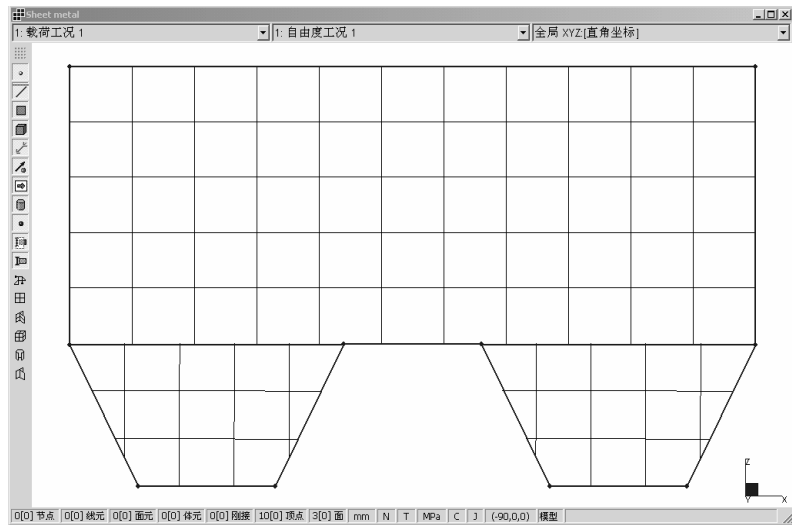 Sheet metal
1: 载荷工况 1 1: 自由度工况 1 全局 XYZ[直角坐标]
Z
Y X
0[0] 节点 0[0] 线元 0[0] 面元 0[0] 体元 0[0] 刚接 10[0] 顶点 3[0] 面 mm N T MPa C J (-90,0,0) 模型